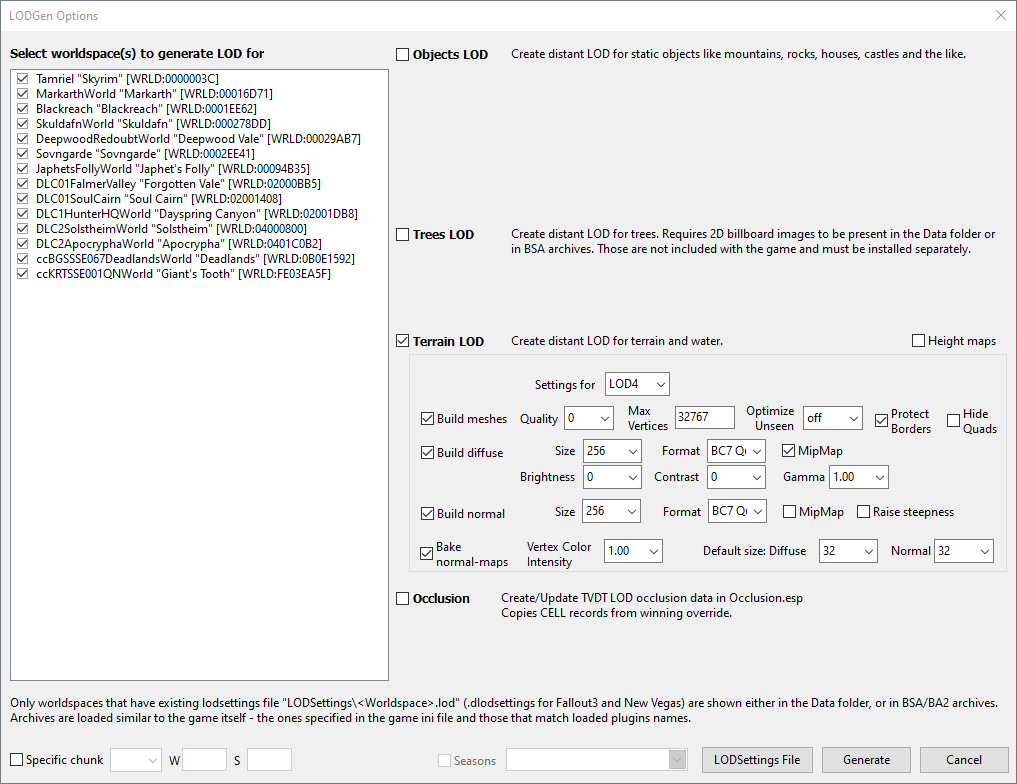 LODGen Options
Select worldspace(s) to generate LOD for
Tamriel "Skyrim" [WRLD:0000003C]
MarkarthWorld "Markarth" [WRLD:00016D71]
Blackreach "Blackreach" [WRLD:0001EE62]
SkuldafnWorld "Skuldafn" [WRLD:000278DD]
DeepwoodRedoubtWorld "Deepwood Vale" [WRLD:00029AB7]
Sovngarde "Sovngarde" [WRLD:0002EE41]
JaphetsFollyWorld "Japhet's Folly" [WRLD:00094B35]
DLC01FalmerValley "Forgotten Vale" [WRLD:02000BB5]
DLC01SoulCairn "Soul Cairn" [WRLD:02001408]
DLC1HunterHQWorld "Dayspring Canyon" [WRLD:02001DB8]
DLC2SolstheimWorld "Solstheim" [WRLD:04000800]
DLC2ApocryphaWorld "Apocrypha" [WRLD:0401C0B2]
ccBGSSSE067DeadlandsWorld "Deadlands" [WRLD:0B0E1592]
ccKRTSSE001QNWorld "Giant's Tooth" [WRLD:FE03EA5F]
Objects LOD Create distant LOD for static objects like mountains, rocks, houses, castles and the like.
Trees LOD Create distant LOD for trees. Requires 2D billboard images to be present in the Data folder or
in BSA archives. Those are not included with the game and must be installed separately.
Terrain LOD Create distant LOD for terrain and water. Height maps
Settings for LOD4
Build meshes Quality 0 Max
Vertices 32767 Optimize
Unseen off Protect
Borders Hide
Quads
Build diffuse Size 256 Format BC7 Qu MipMap
Brightness 0 Contrast 0 Gamma 1.00
Build normal Size 256 Format BC7 Qu MipMap Raise steepness
Bake
normal-maps Vertex Color
Intensity 1.00 Default size: Diffuse 32 Normal 32
Occlusion Create/Update TVDT LOD occlusion data in Occlusion.esp
Copies CELL records from winning override.
Only worldspaces that have existing lodsettings file "LODSettings\<Worldspace>.lod" (.dlodsettings for Fallout3 and New Vegas) are shown either in the Data folder, or in BSA/BA2 archives.
Archives are loaded similar to the game itself - the ones specified in the game ini file and those that match loaded plugins names.
Specific chunk W S Seasons LODSettings File Generate Cancel